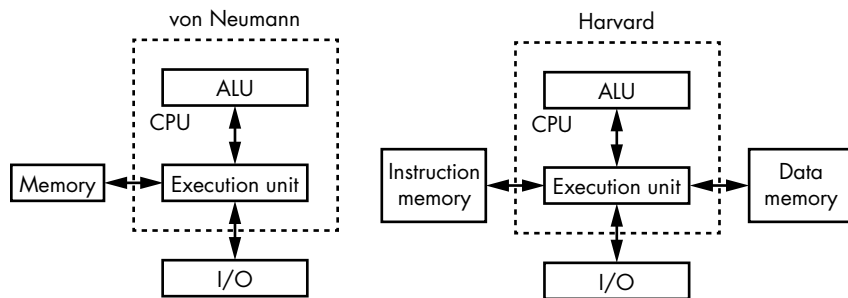 von Neumann
ALU
CPU
Memory
Execution unit
I/O
Harvard
ALU
CPU
Instruction
memory
Execution unit
Data
memory
I/O